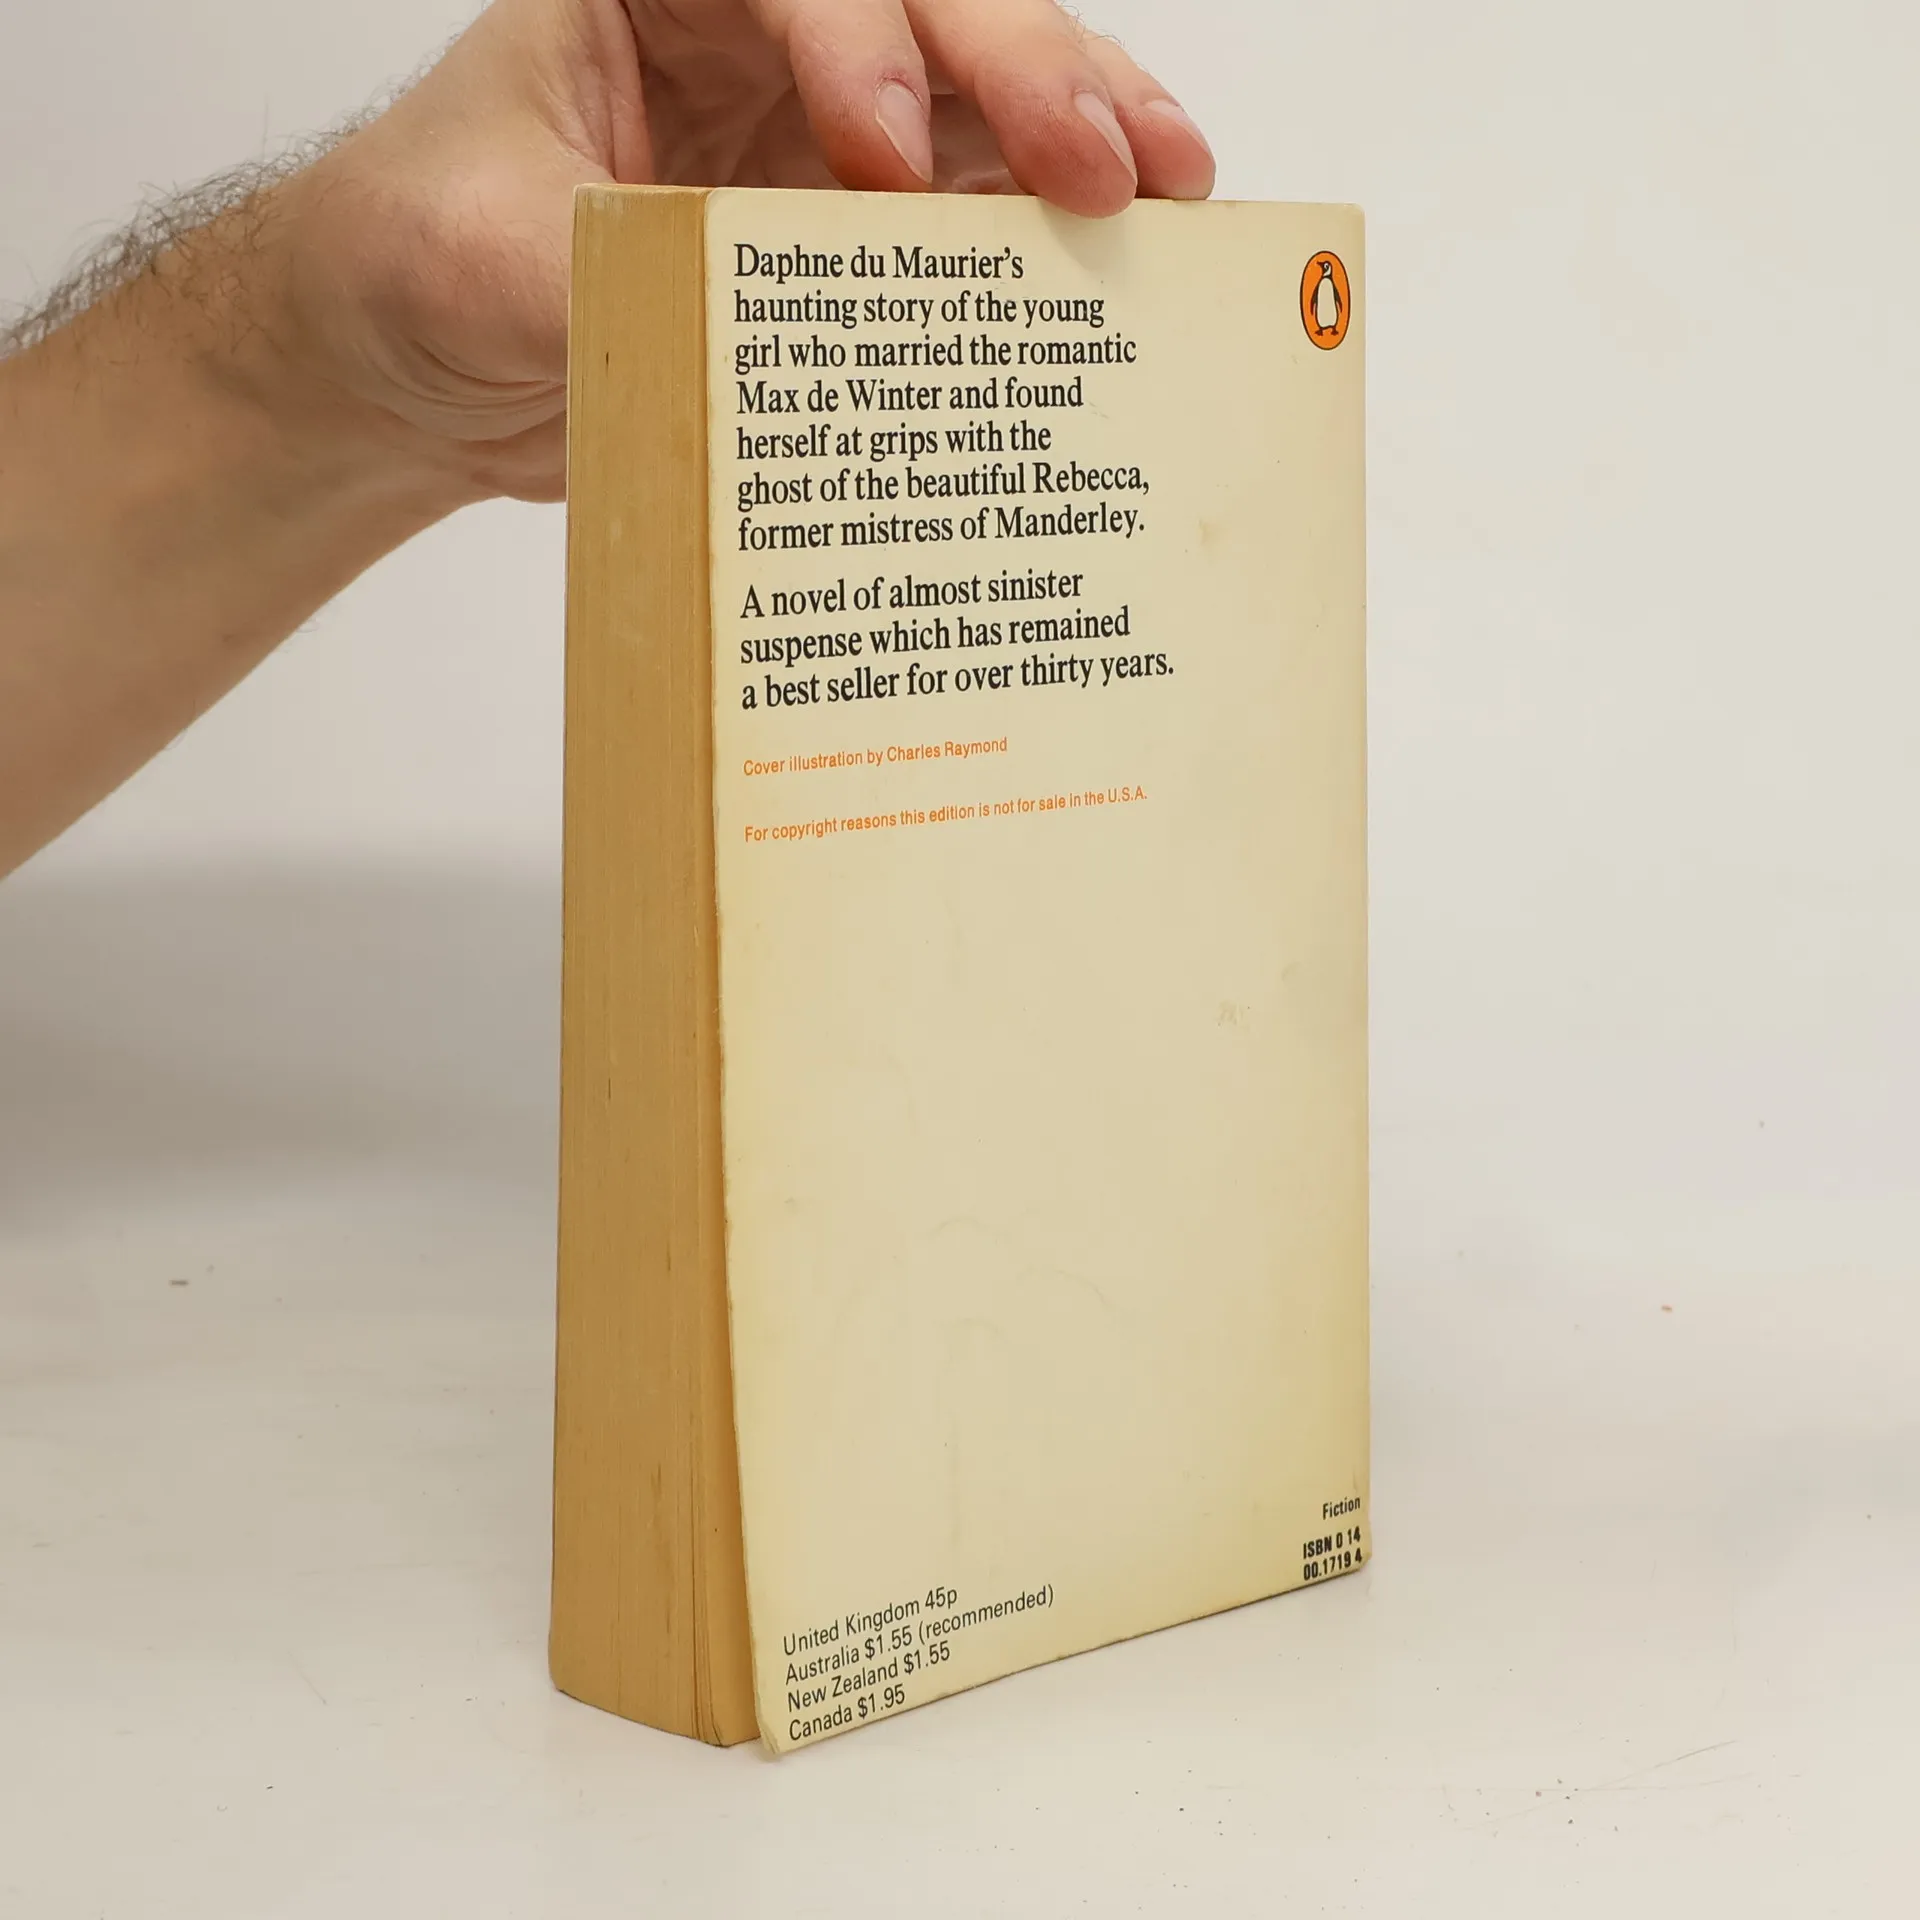 Daphne du Maurier's
haunting story of the young
girl who married the romantic
Max de Winter and found
herself at grips with the
ghost of the beautiful Rebecca,
former mistress of Manderley.
A novel of almost sinister
suspense which has remained
a best seller for over thirty years.
Cover illustration by Charles Raymond
For copyright reasons this edition is not for sale in the U.S.A.
United Kingdom 45p
Australia $1.55 (recommended)
New Zealand $1.55
Canada $1.95
Fiction
ISBN 0 14
00.1719 4